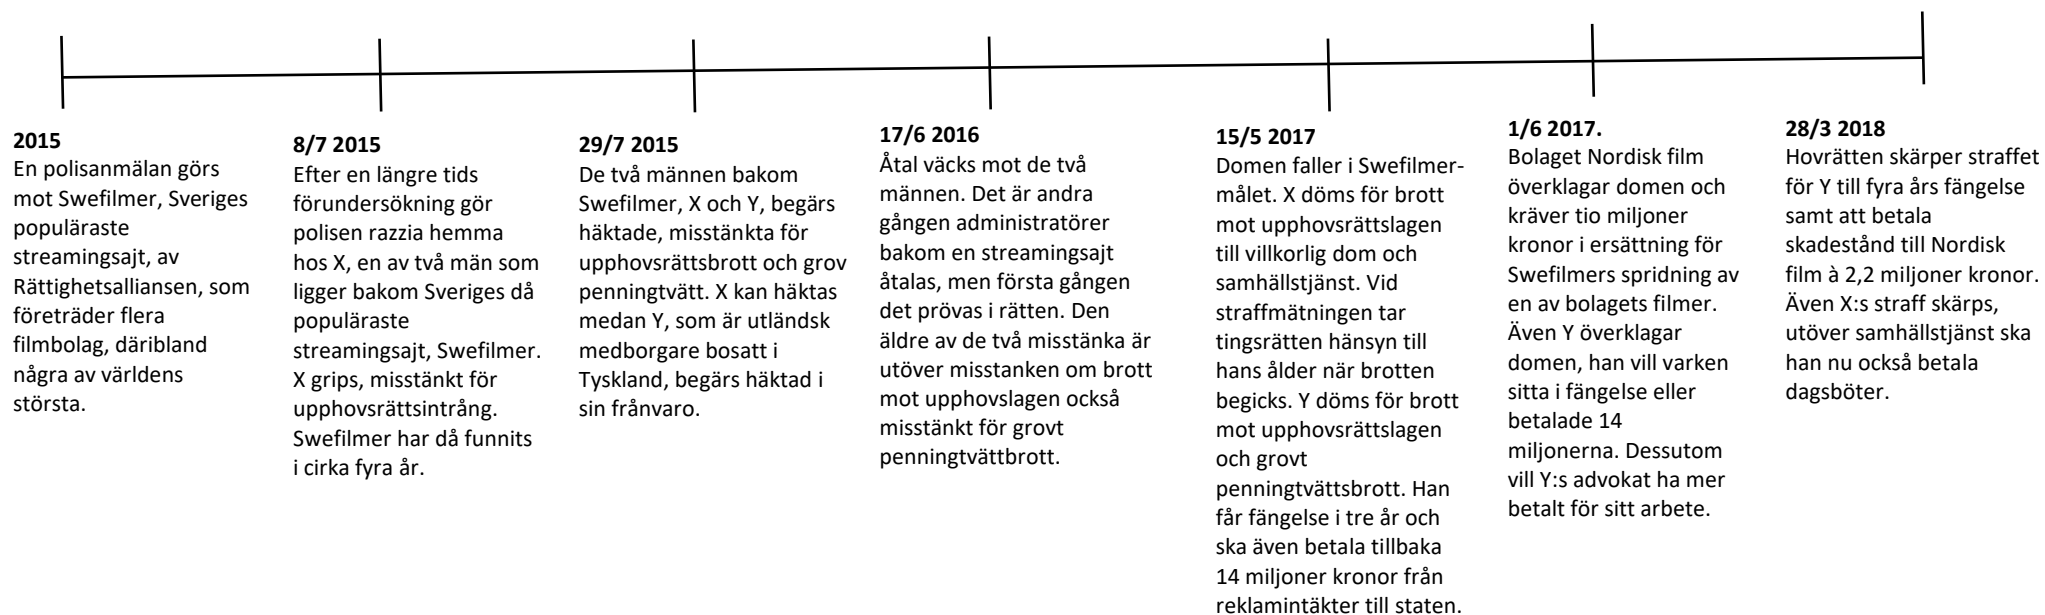 2015
En polisanmälan görs
mot Swefilmer, Sveriges
populäraste
streamingsajt, av
Rättighetsalliansen, som
företräder flera
filmbolag, däribland
några av världens
största.
8/7 2015
Efter en längre tids
förundersökning gör
polisen razzia hemma
hos X, en av två män som
ligger bakom Sveriges då
populäraste
streamingsajt, Swefilmer.
X grips, misstänkt för
upphovsrättsintrång.
Swefilmer har då funnits
i cirka fyra år.
29/7 2015
De två männen bakom
Swefilmer, X och Y, begärs
häktade, misstänkta för
upphovsrättsbrott och grov
penningtvätt. X kan häktas
medan Y, som är utländsk
medborgare bosatt i
Tyskland, begärs häktad i
sin frånvaro.
17/6 2016
Åtal väcks mot de två
männen. Det är andra
gången administratörer
bakom en streamingsajt
åtalas, men första gången
det prövas i rätten. Den
äldre av de två misstänka är
utöver misstanken om brott
mot upphovslagen också
misstänkt för grovt
penningtvättbrott.
15/5 2017
Domen faller i Swefilmer-
målet. X döms för brott
mot upphovsrättslagen
till villkorlig dom och
samhällstjänst. Vid
straffmätningen tar
tingsrätten hänsyn till
hans ålder när brotten
begicks. Y döms för brott
mot upphovsrättslagen
och grovt
penningtvättsbrott. Han
får fängelse i tre år och
ska även betala tillbaka
14 miljoner kronor från
reklamintäkter till staten.
1/6 2017.
Bolaget Nordisk film
överklagar domen och
kräver tio miljoner
kronor i ersättning för
Swefilmers spridning av
en av bolagets filmer.
Även Y överklagar
domen, han vill varken
sitta i fängelse eller
betalade 14
miljonerna. Dessutom
vill Y:s advokat ha mer
betalt för sitt arbete.
28/3 2018
Hovrätten skärper straffet
för Y till fyra års fängelse
samt att betala
skadestånd till Nordisk
film à 2,2 miljoner kronor.
Även X:s straff skärps,
utöver samhällstjänst ska
han nu också betala
dagsböter.